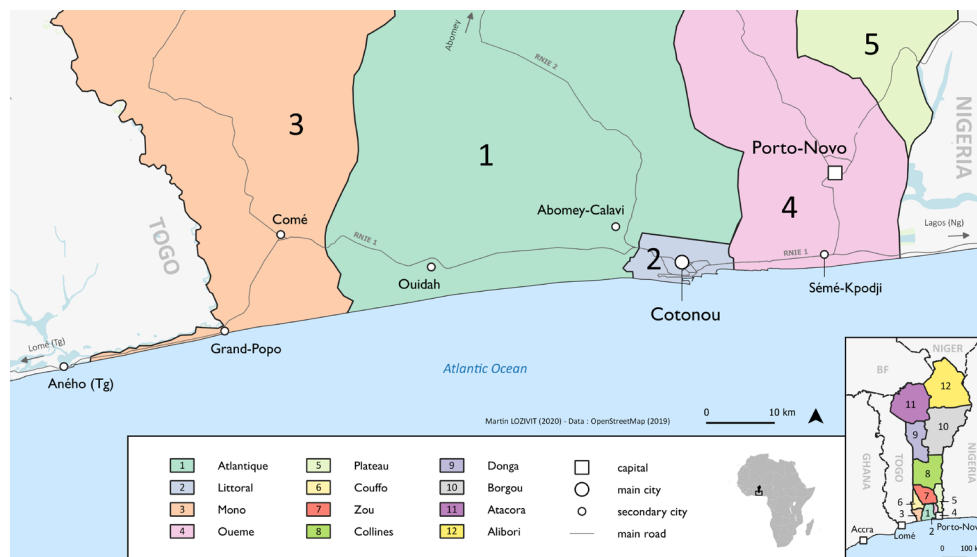 Abomey
RNIE 2
5
3
1
NIGERIA
Porto-Novo
4
Abomey-Calavi
Comé
TOGO
RNIE 1
2
RNIE 1
Lagos (Ng)
Ouidah
Sémé-Kpodji
Cotonou
Grand-Popo
Lomé (Tg)
Aného (Tg)
Atlantic Ocean
Martin LOZIVIT (2020) - Data : OpenStreetMap (2019)
0 10 km
1 Atlantique
2 Littoral
3 Mono
4 Oueme
5 Plateau
6 Couffo
7 Zou
8 Collines
9 Donga
10 Borgou
11 Atacora
12 Alibori
capital
main city
secondary city
main road
BF
NIGER
12
11
10
9
GHANA
TOGO
NIGERIA
8
7
6
5
3
1
4
2
Accra
Lomé
Porto-Novo
0 100 k